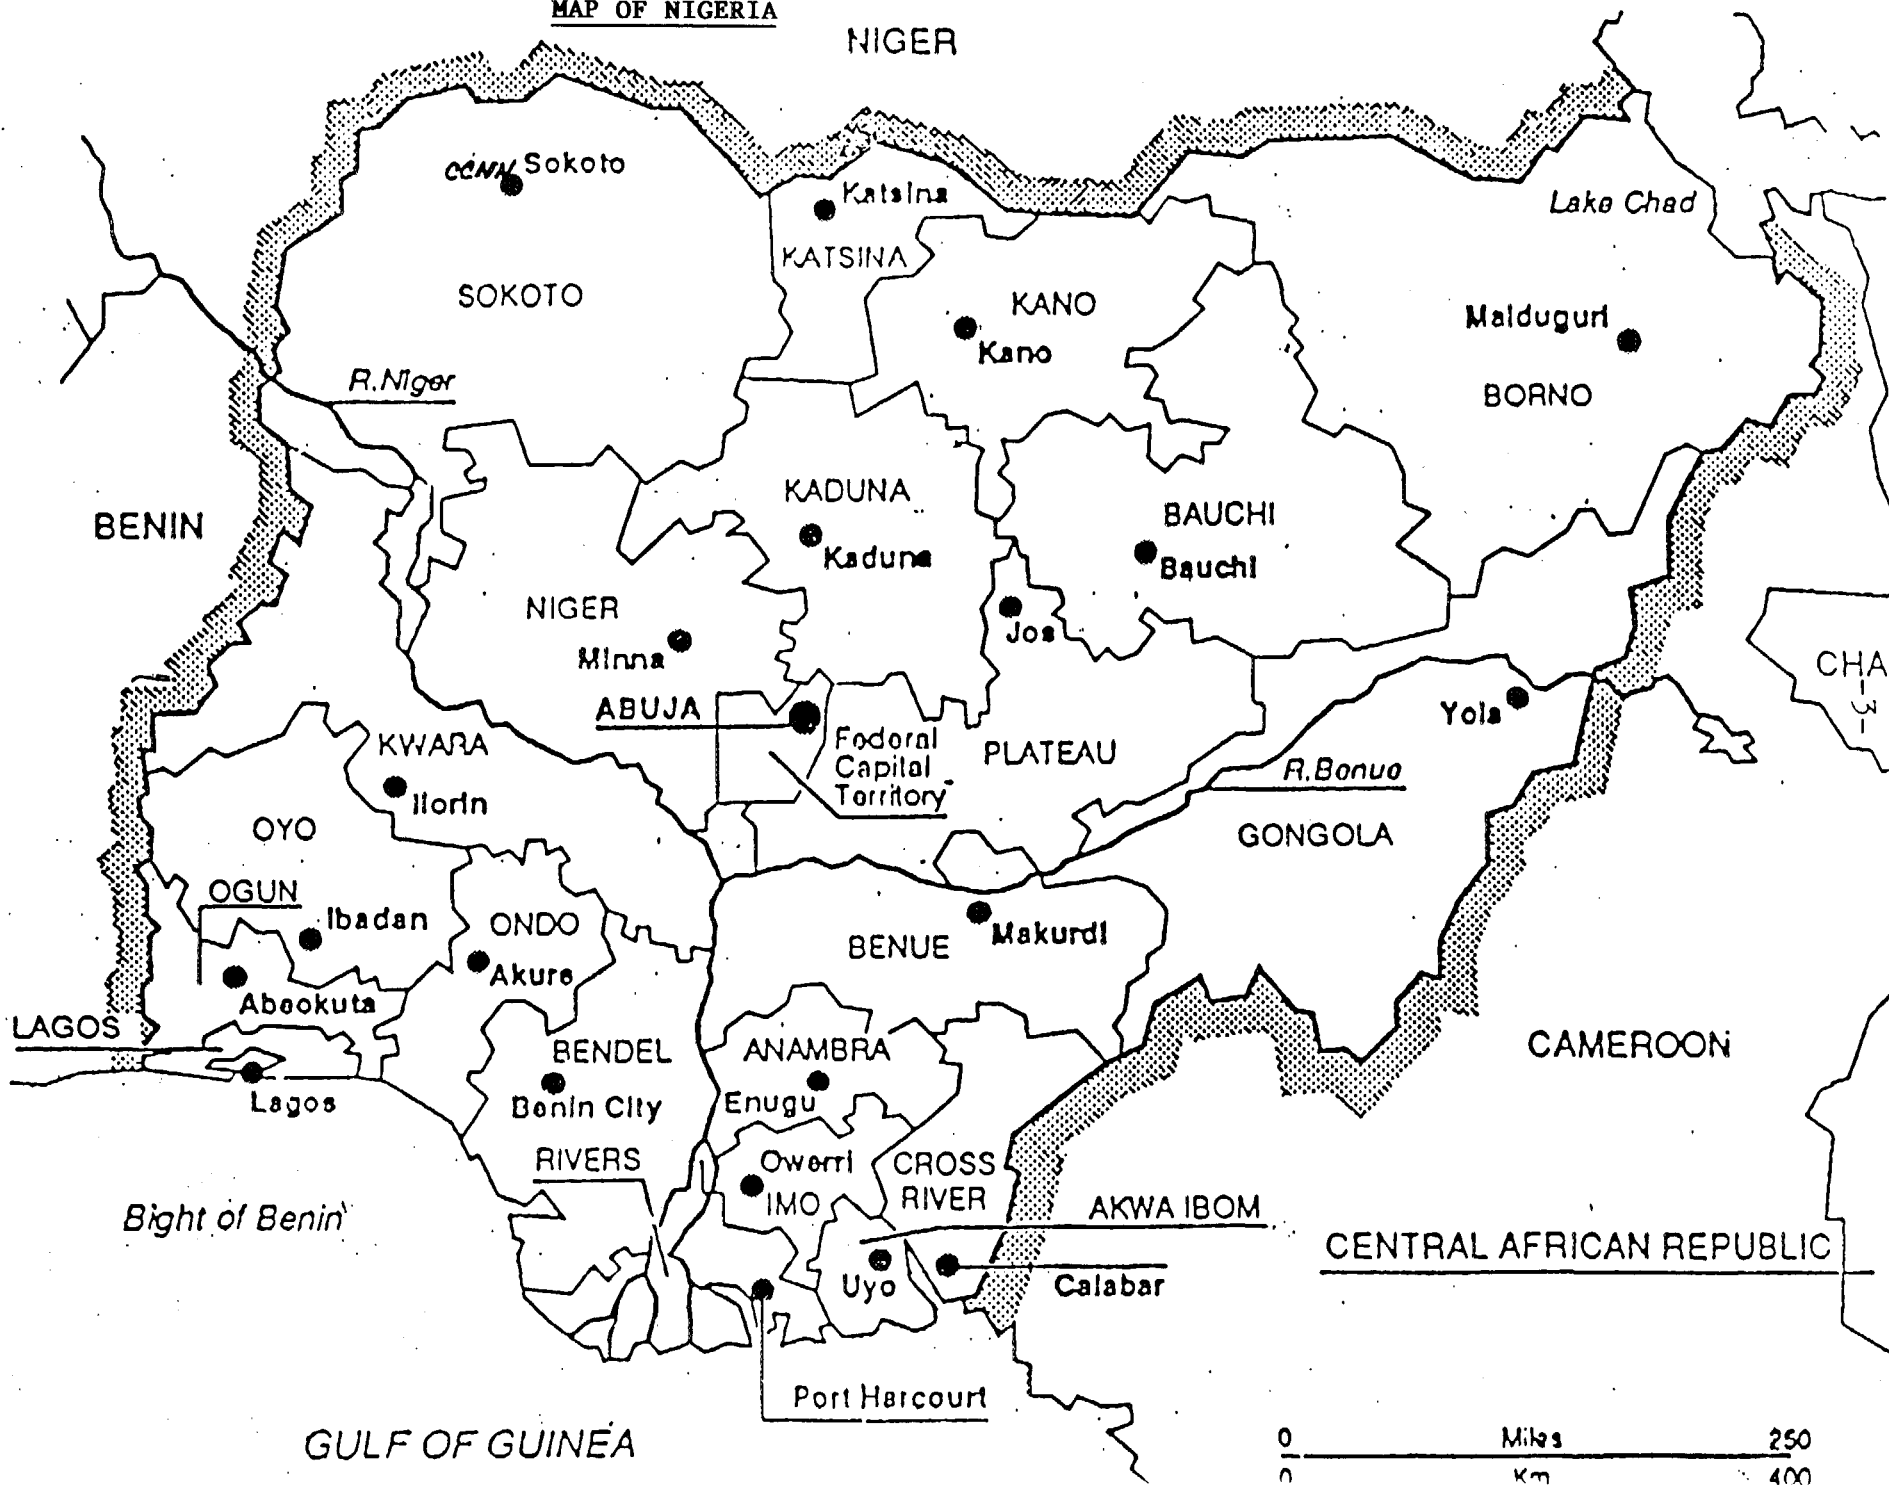 MAP OF NIGERIA
NIGER
CCNN Sokoto
Katsina
KATSINA
Lake Chad
SOKOTO
KANO
Kano
Maiduguri
BORNO
R.Niger
KADUNA
Kaduna
BENIN
BAUCHI
Bauchi
NIGER
Minna
Jos
CHA
-3-
ABUJA
Federal
Capital
Territory
PLATEAU
Yola
R.Benue
KWARA
Ilorin
OYO
GONGOLA
OGUN
Ibadan
ONDO
Akure
BENUE
Makurdi
Abeokuta
LAGOS
Lagos
BENDEL
Benin City
ANAMBRA
Enugu
CAMEROON
RIVERS
Owerri
IMO
CROSS
RIVER
AKWA IBOM
Bight of Benin
Uyo
Calabar
CENTRAL AFRICAN REPUBLIC
Port Harcourt
GULF OF GUINEA
0 Miles 250
0 Km 400